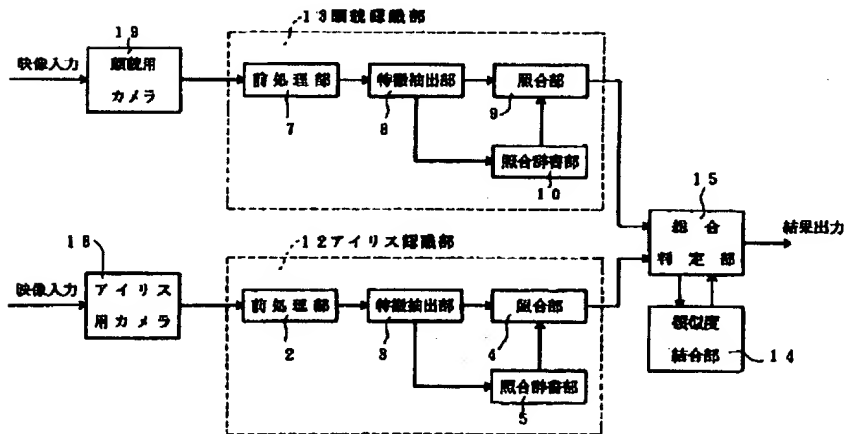 19
映像入力
顔貌用
カメラ
13顔貌認識部
前処理部
7
特徴抽出部
8
照合部
9
照合辞書部
10
18
映像入力
アイリス
用カメラ
12アイリス認識部
前処理部
2
特徴抽出部
3
照合部
4
照合辞書部
5
15
総合
判定部
結果出力
類似度
結合部
14